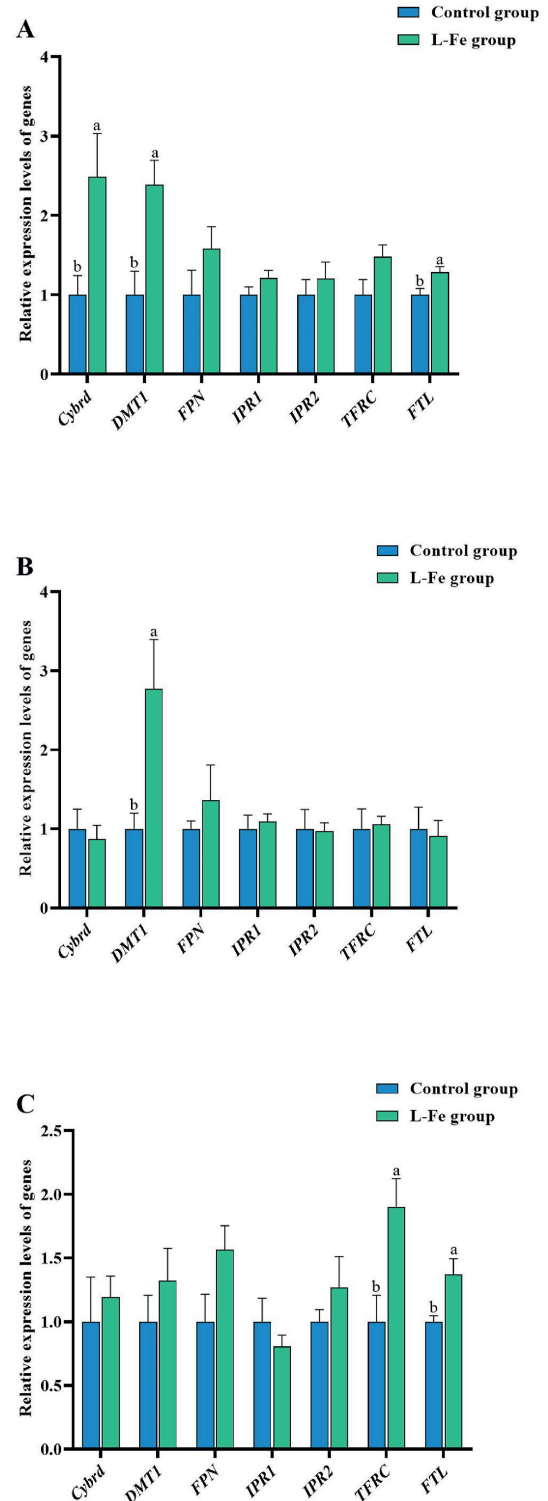 A
Control group
L-Fe group
Relative expression levels of genes
4
3
2
1
0
b a b a b a
Cybrd DMT1 FPN IPR1 IPR2 TFRC FTL
B
Control group
L-Fe group
Relative expression levels of genes
4
3
2
1
0
b a
Cybrd DMT1 FPN IPR1 IPR2 TFRC FTL
C
Control group
L-Fe group
Relative expression levels of genes
2.5
2.0
1.5
1.0
0.5
0.0
b a b a
Cybrd DMT1 FPN IPR1 IPR2 TFRC FTL